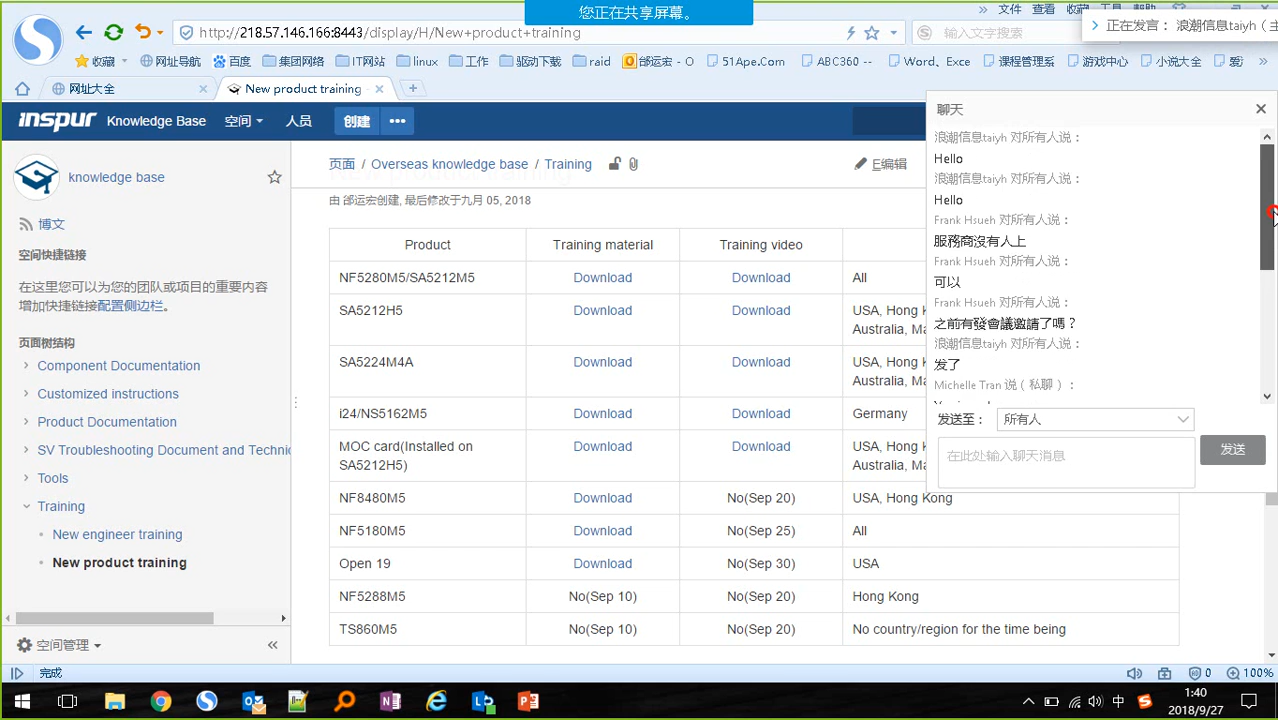 您正在共享屏幕。
文件 查看 收藏 工具 帮助
正在发言： 浪潮信息taiyh（主
http://218.57.146.166:8443/display/H/New+product+training
输入文字搜索
收藏 网址导航 百度 集团网络 IT网站 linux 工作 驱动下载 raid 邰运宏 - O 51Ape.Com ABC360 -- Word、Exce 课程管理系 游戏中心 小说大全 爱
网址大全
New product training
inspur Knowledge Base 空间 人员 创建
聊天
浪潮信息taiyh 对所有人说：
Hello
浪潮信息taiyh 对所有人说：
Hello
Frank Hsueh 对所有人说：
服務商沒有人上
Frank Hsueh 对所有人说：
可以
Frank Hsueh 对所有人说：
之前有發會議邀請了嗎？
浪潮信息taiyh 对所有人说：
发了
Michelle Tran 说（私聊）：
发送至： 所有人
在此处输入聊天消息
发送
knowledge base
博文
空间快捷链接
在这里您可以为您的团队或项目的重要内容
增加快捷链接配置侧边栏。
页面树结构
Component Documentation
Customized instructions
Product Documentation
SV Troubleshooting Document and Technic
Tools
Training
New engineer training
New product training
空间管理
页面 / Overseas knowledge base / Training
E编辑
由 邰运宏创建, 最后修改于九月 05, 2018
Product Training material Training video
NF5280M5/SA5212M5 Download Download All
SA5212H5 Download Download USA, Hong K
Australia, Ma
SA5224M4A Download Download USA, Hong K
Australia, Ma
i24/NS5162M5 Download Download Germany
MOC card(Installed on Download Download USA, Hong K
SA5212H5) Australia, Ma
NF8480M5 Download No(Sep 20) USA, Hong Kong
NF5180M5 Download No(Sep 25) All
Open 19 Download No(Sep 30) USA
NF5288M5 No(Sep 10) No(Sep 20) Hong Kong
TS860M5 No(Sep 10) No(Sep 20) No country/region for the time being
完成
0
100%
中
1:40
2018/9/27